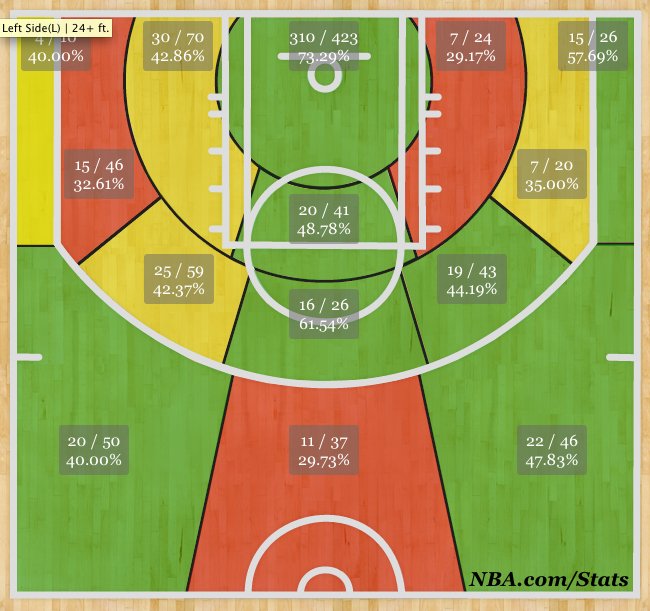 Left Side(L) | 24+ ft.
30 / 70
42.86%
310 / 423
73.29%
7 / 24
29.17%
15 / 26
57.69%
4 / 10
40.00%
15 / 46
32.61%
7 / 20
35.00%
20 / 41
48.78%
25 / 59
42.37%
19 / 43
44.19%
16 / 26
61.54%
20 / 50
40.00%
11 / 37
29.73%
22 / 46
47.83%
NBA.com/Stats